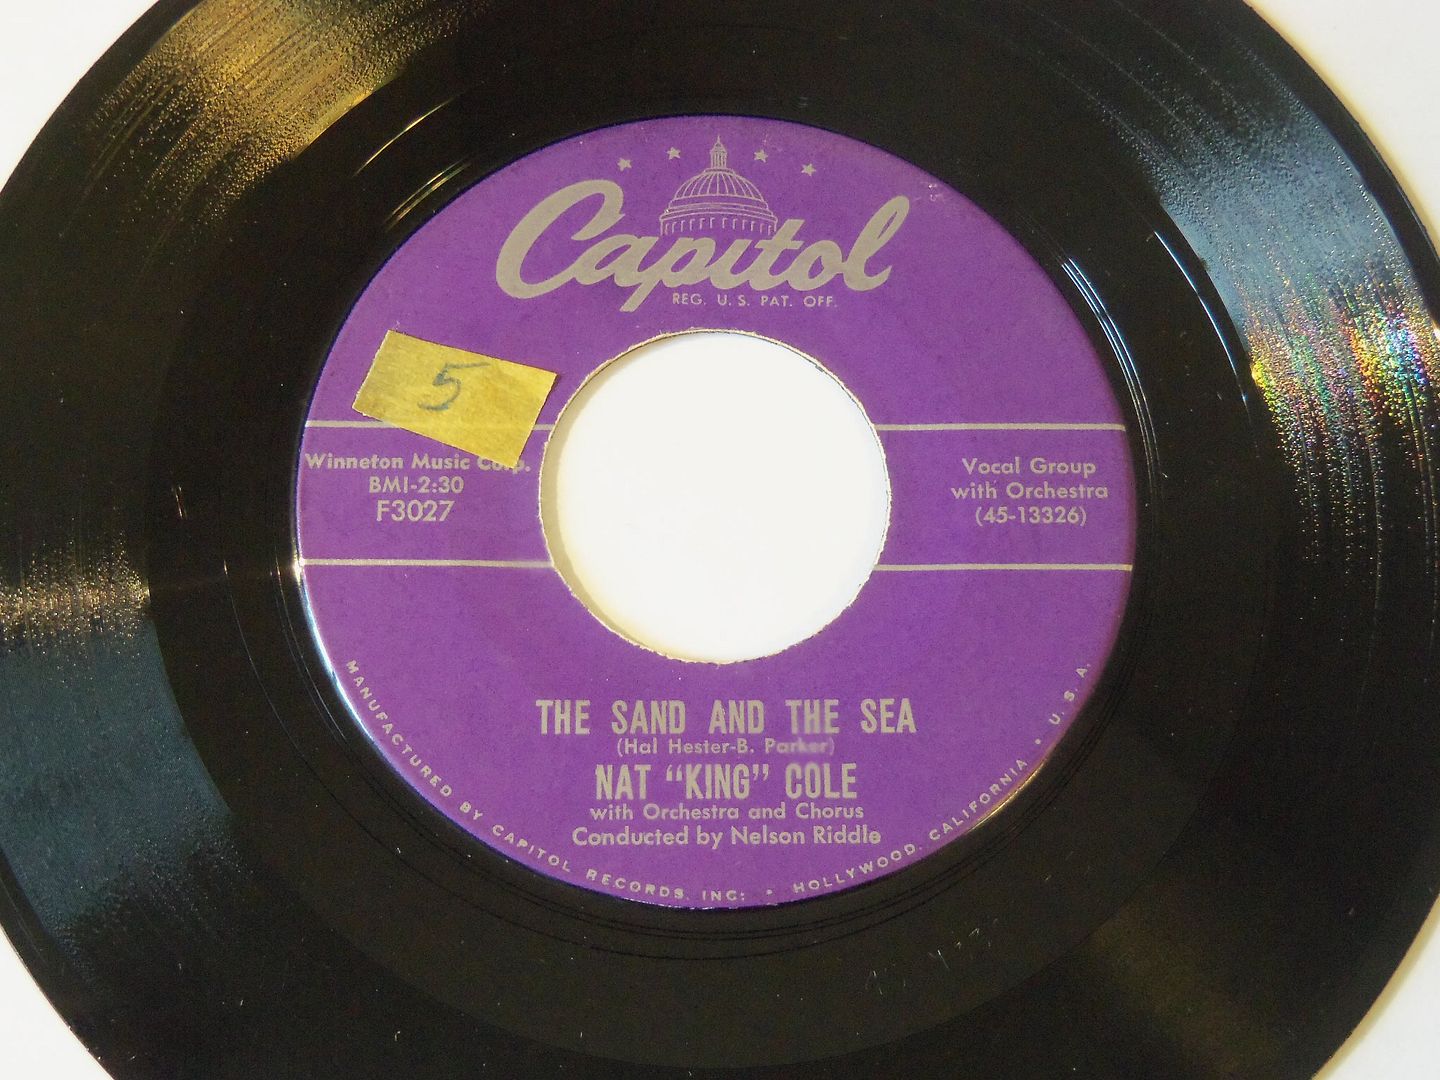 Capitol
REG. U.S. PAT. OFF.
5
Winneton Music Corp.
BMI-2:30
F3027
Vocal Group
with Orchestra
(45-13326)
THE SAND AND THE SEA
(Hal Hester-B. Parker)
NAT "KING" COLE
with Orchestra and Chorus
Conducted by Nelson Riddle
MANUFACTURED BY CAPITOL RECORDS, INC. • HOLLYWOOD, CALIFORNIA • U.S.A.